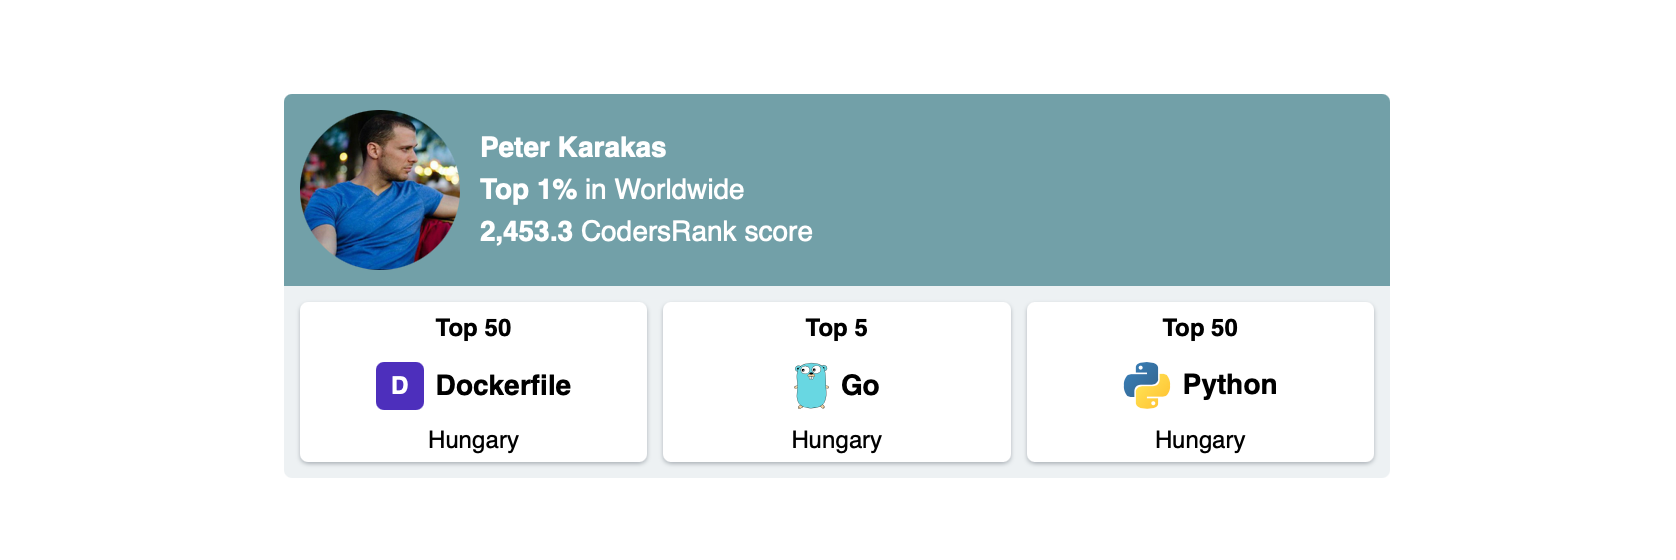 Peter Karakas
Top 1% in Worldwide
2,453.3 CodersRank score
Top 50
D Dockerfile
Hungary
Top 5
Go
Hungary
Top 50
Python
Hungary